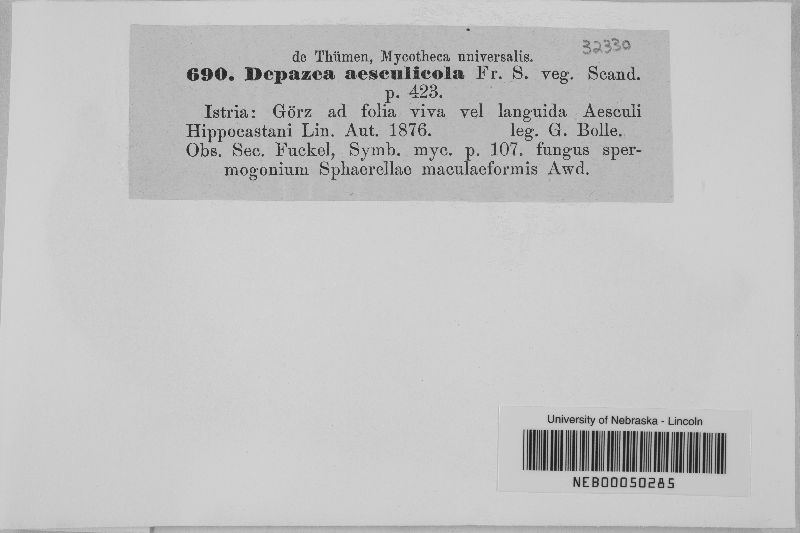 de Thümen, Mycotheca universalis.
32330
690. Depazea aesculicola Fr. S. veg. Scand.
p. 423.
Istria: Görz ad folia viva vel languida Aesculi
Hippocastani Lin. Aut. 1876. leg. G. Bolle.
Obs. Sec. Fuckel, Symb. myc. p. 107. fungus sper-
mogonium Sphaerellae maculaeformis Awd.
University of Nebraska - Lincoln
NEB00050285